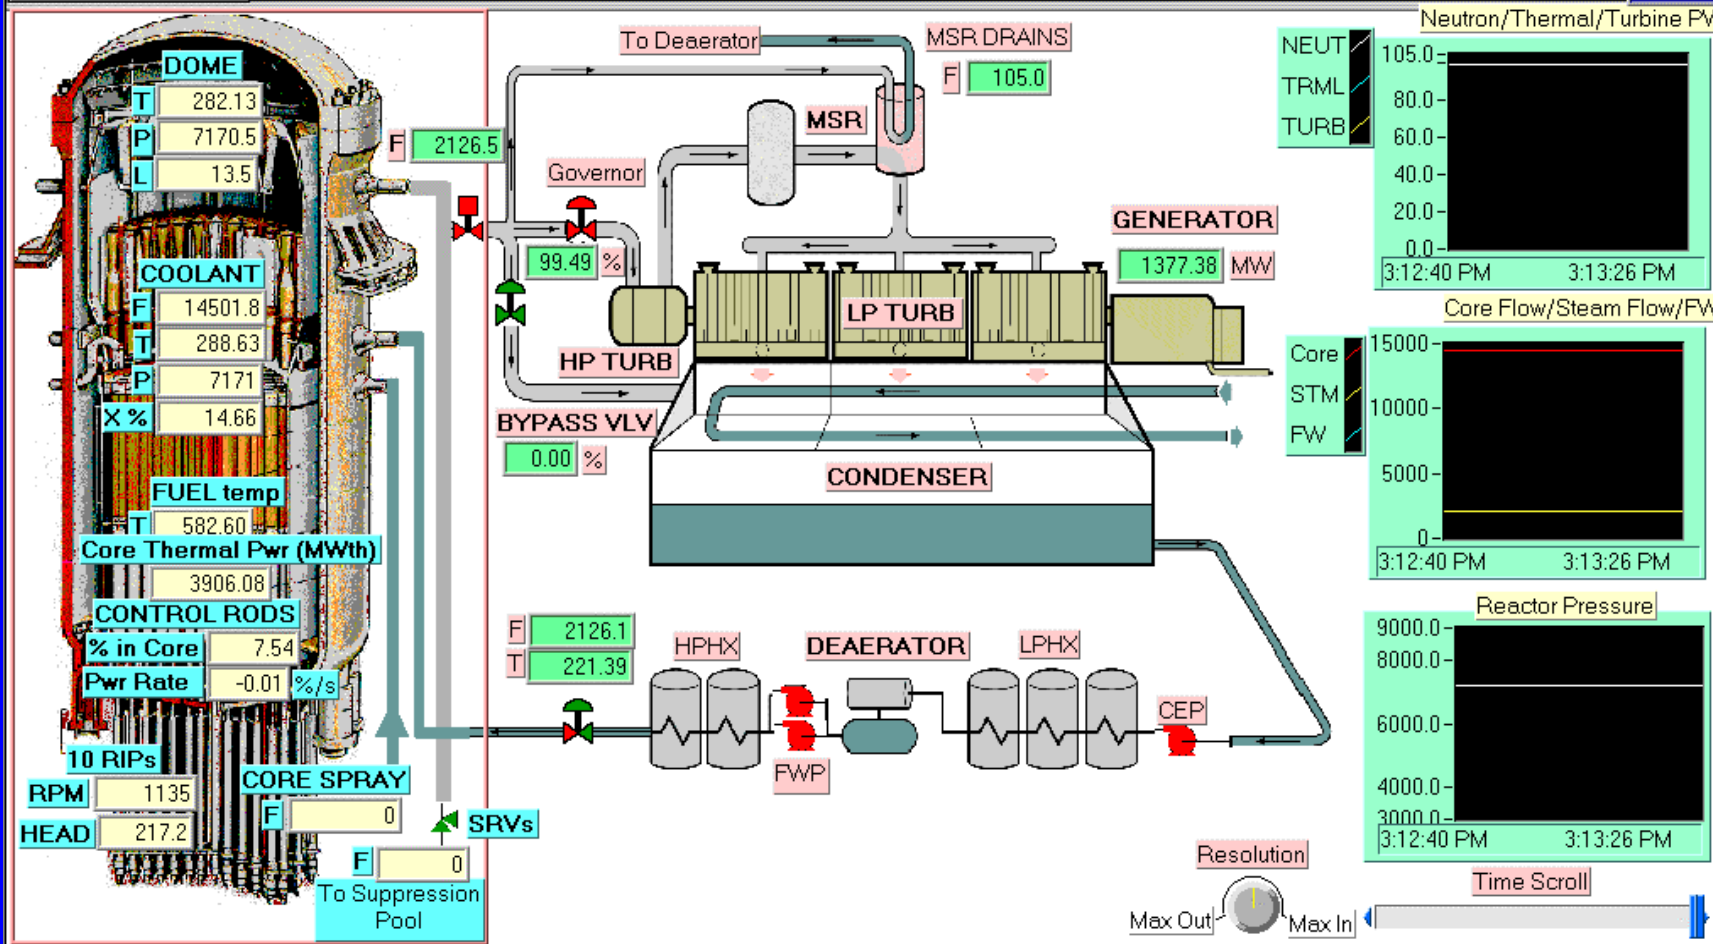 DOME
T 282.13
P 7170.5
L 13.5
COOLANT
F 14501.8
T 288.63
P 7171
X % 14.66
FUEL temp
T 582.60
Core Thermal Pwr (MWth)
3906.08
CONTROL RODS
% in Core 7.54
Pwr Rate -0.01 %/s
10 RIPs
RPM 1135
HEAD 217.2
CORE SPRAY
F 0
SRVs
F 0
To Suppression
Pool
To Deaerator
MSR DRAINS
F 105.0
MSR
F 2126.5
Governor
99.49 %
GENERATOR
1377.38 MW
LP TURB
HP TURB
BYPASS VLV
0.00 %
CONDENSER
F 2126.1
T 221.39
HPHX
DEAERATOR
LPHX
CEP
FWP
Neutron/Thermal/Turbine PW
NEUT
TRML
TURB
105.0
80.0
60.0
40.0
20.0
0.0
3:12:40 PM 3:13:26 PM
Core Flow/Steam Flow/FW
Core
STM
FW
15000
10000
5000
0
3:12:40 PM 3:13:26 PM
Reactor Pressure
9000.0
8000.0
6000.0
4000.0
3000.0
3:12:40 PM 3:13:26 PM
Resolution
Max Out Max In
Time Scroll